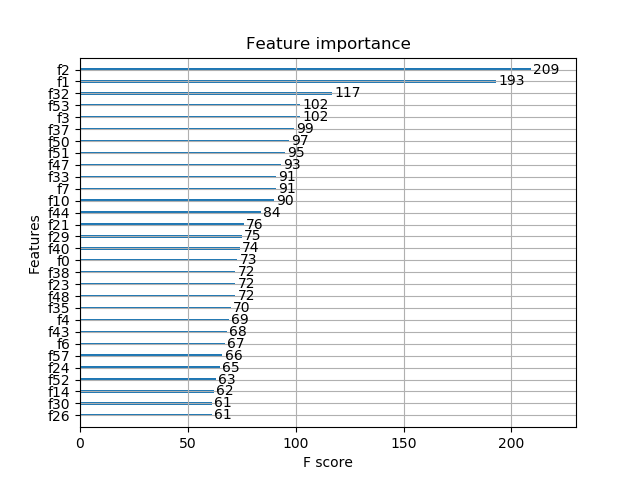 Feature importance
f2 209
f1 193
f32 117
f53 102
f3 102
f37 99
f50 97
f51 95
f47 93
f33 91
f7 91
f10 90
f44 84
f21 76
f29 75
f40 74
f0 73
f38 72
f23 72
f48 72
f35 70
f4 69
f43 68
f6 67
f57 66
f24 65
f52 63
f14 62
f30 61
f26 61
Features
0 50 100 150 200
F score